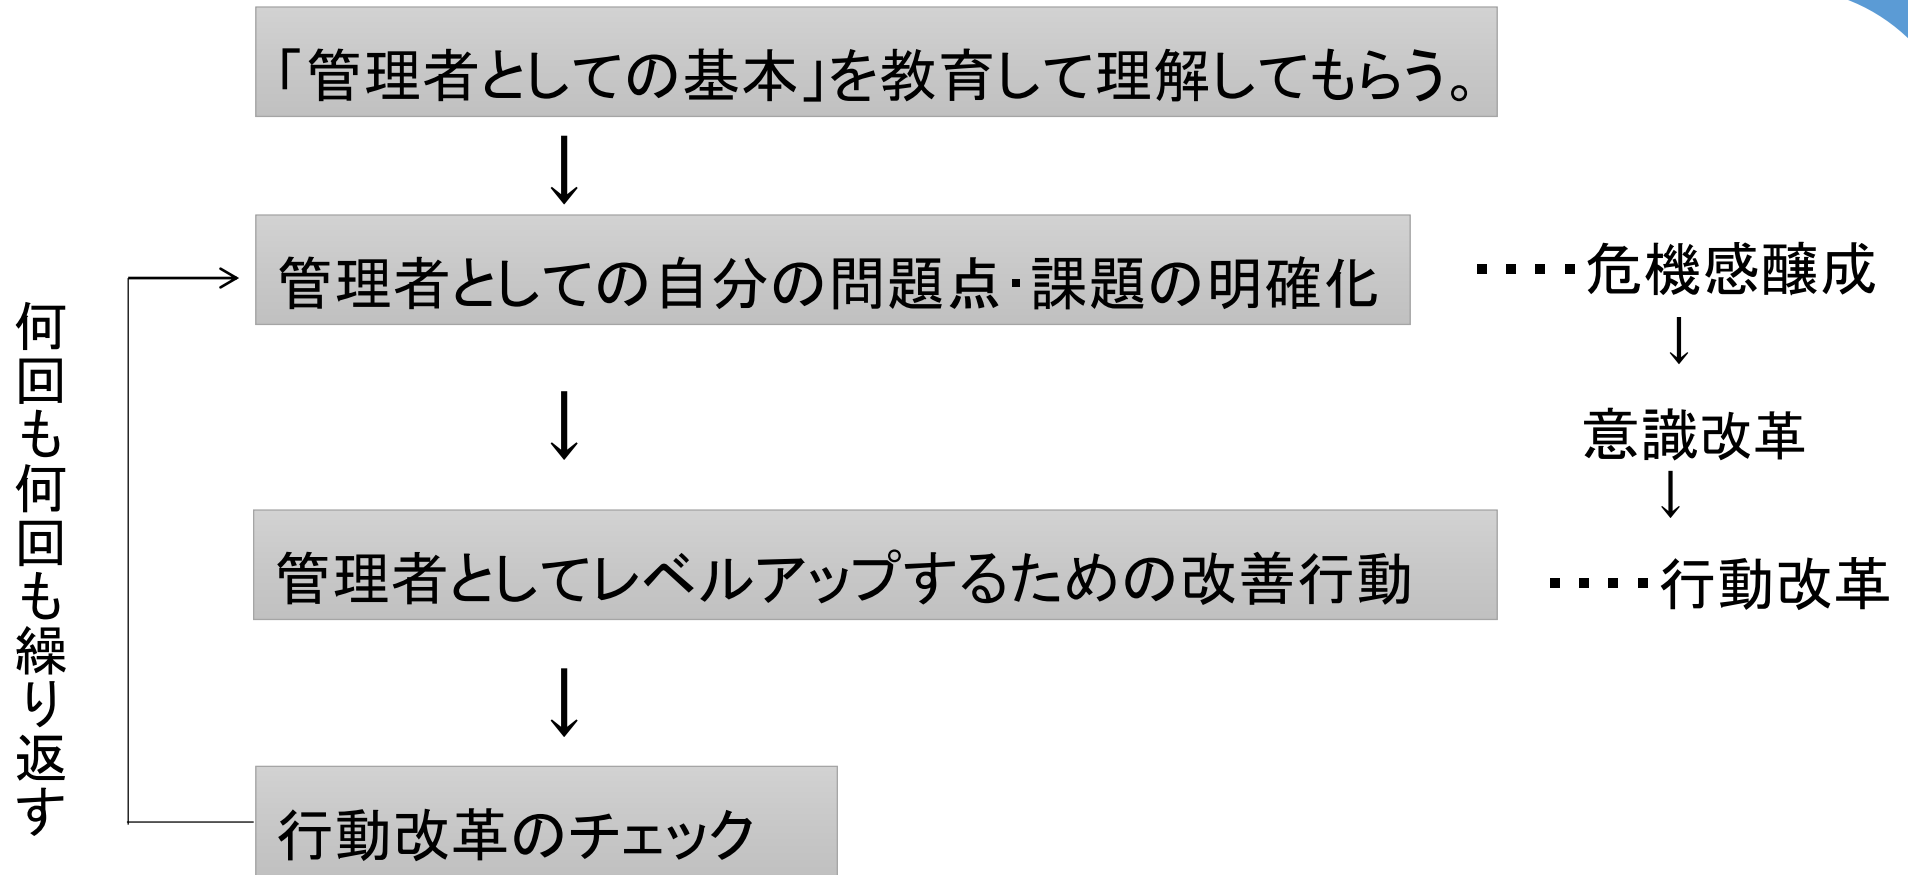 「管理者としての基本」を教育して理解してもらう。
↓
管理者としての自分の問題点・課題の明確化
・・・・危機感醸成
↓
意識改革
↓
↓
管理者としてレベルアップするための改善行動
・・・・行動改革
↓
行動改革のチェック
何回も何回も繰り返す